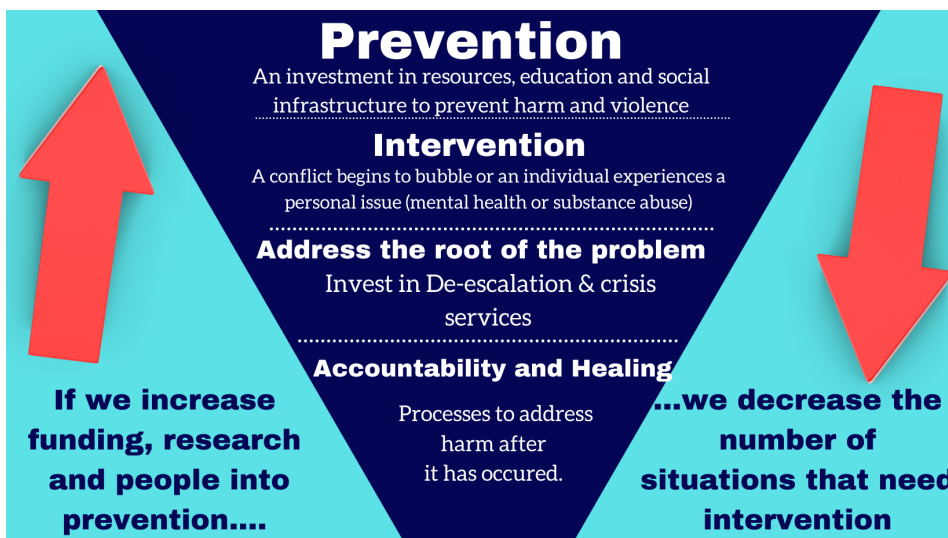 Prevention
An investment in resources, education and social
infrastructure to prevent harm and violence
Intervention
A conflict begins to bubble or an individual experiences a
personal issue (mental health or substance abuse)
Address the root of the problem
Invest in De-escalation & crisis
services
Accountability and Healing
Processes to address
harm after
it has occured.
If we increase
funding, research
and people into
prevention....
...we decrease the
number of
situations that need
intervention